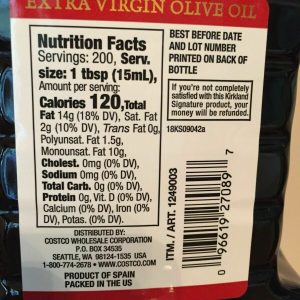 EXTRA VIRGIN OLIVE OIL
Nutrition Facts
Servings: 200, Serv.
size: 1 tbsp (15mL),
Amount per serving:
Calories 120, Total
Fat 14g (18% DV), Sat. Fat
2g (10% DV), Trans Fat 0g,
Polyunsat. Fat 1.5g,
Monounsat. Fat 10g,
Cholest. 0mg (0% DV),
Sodium 0mg (0% DV),
Total Carb. 0g (0% DV),
Protein 0g, Vit. D (0% DV),
Calcium (0% DV), Iron (0%
DV), Potas. (0% DV).
DISTRIBUTED BY:
COSTCO WHOLESALE CORPORATION
P.O. BOX 34535
SEATTLE, WA 98124-1535 USA
1-800-774-2678 • WWW.COSTCO.COM
PRODUCT OF SPAIN
PACKED IN THE US
BEST BEFORE DATE
AND LOT NUMBER
PRINTED ON BACK OF
BOTTLE
If you're not completely
satisfied with this Kirkland
Signature product, your
money will be refunded.
18KS09042a
ITM. / ART. 1249003
0 96619 27089 7